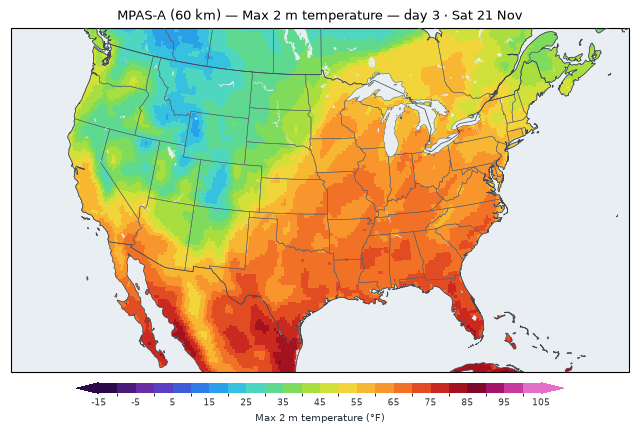 MPAS-A (60 km) — Max 2 m temperature — day 3 · Sat 21 Nov
-15 -5 5 15 25 35 45 55 65 75 85 95 105
Max 2 m temperature (°F)